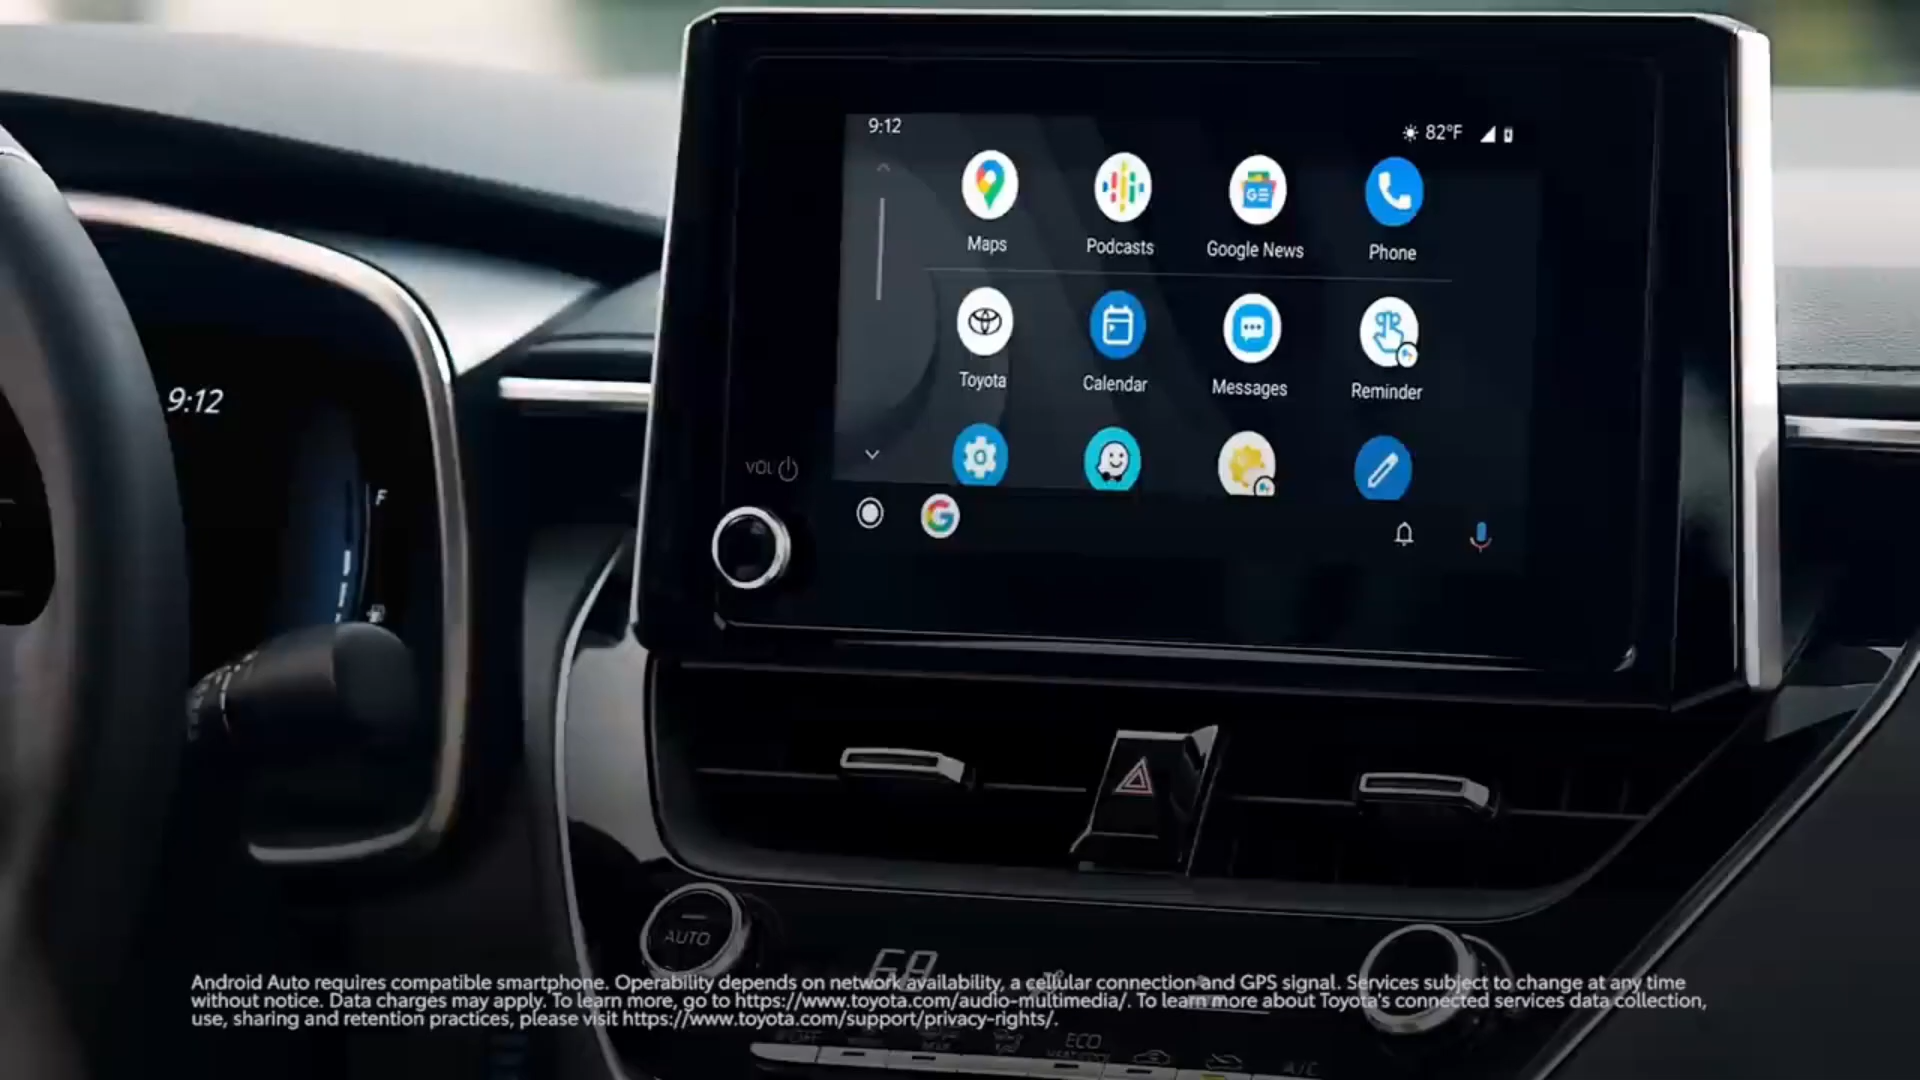 9:12
82°F
Maps
Podcasts
Google News
Phone
Toyota
Calendar
Messages
Reminder
GE
G
9:12
F
VOL
AUTO
68
Android Auto requires compatible smartphone. Operability depends on network availability, a cellular connection and GPS signal. Services subject to change at any time
without notice. Data charges may apply. To learn more, go to https://www.toyota.com/audio-multimedia/. To learn more about Toyota's connected services data collection,
use, sharing and retention practices, please visit https://www.toyota.com/support/privacy-rights/.
ECO
A/C